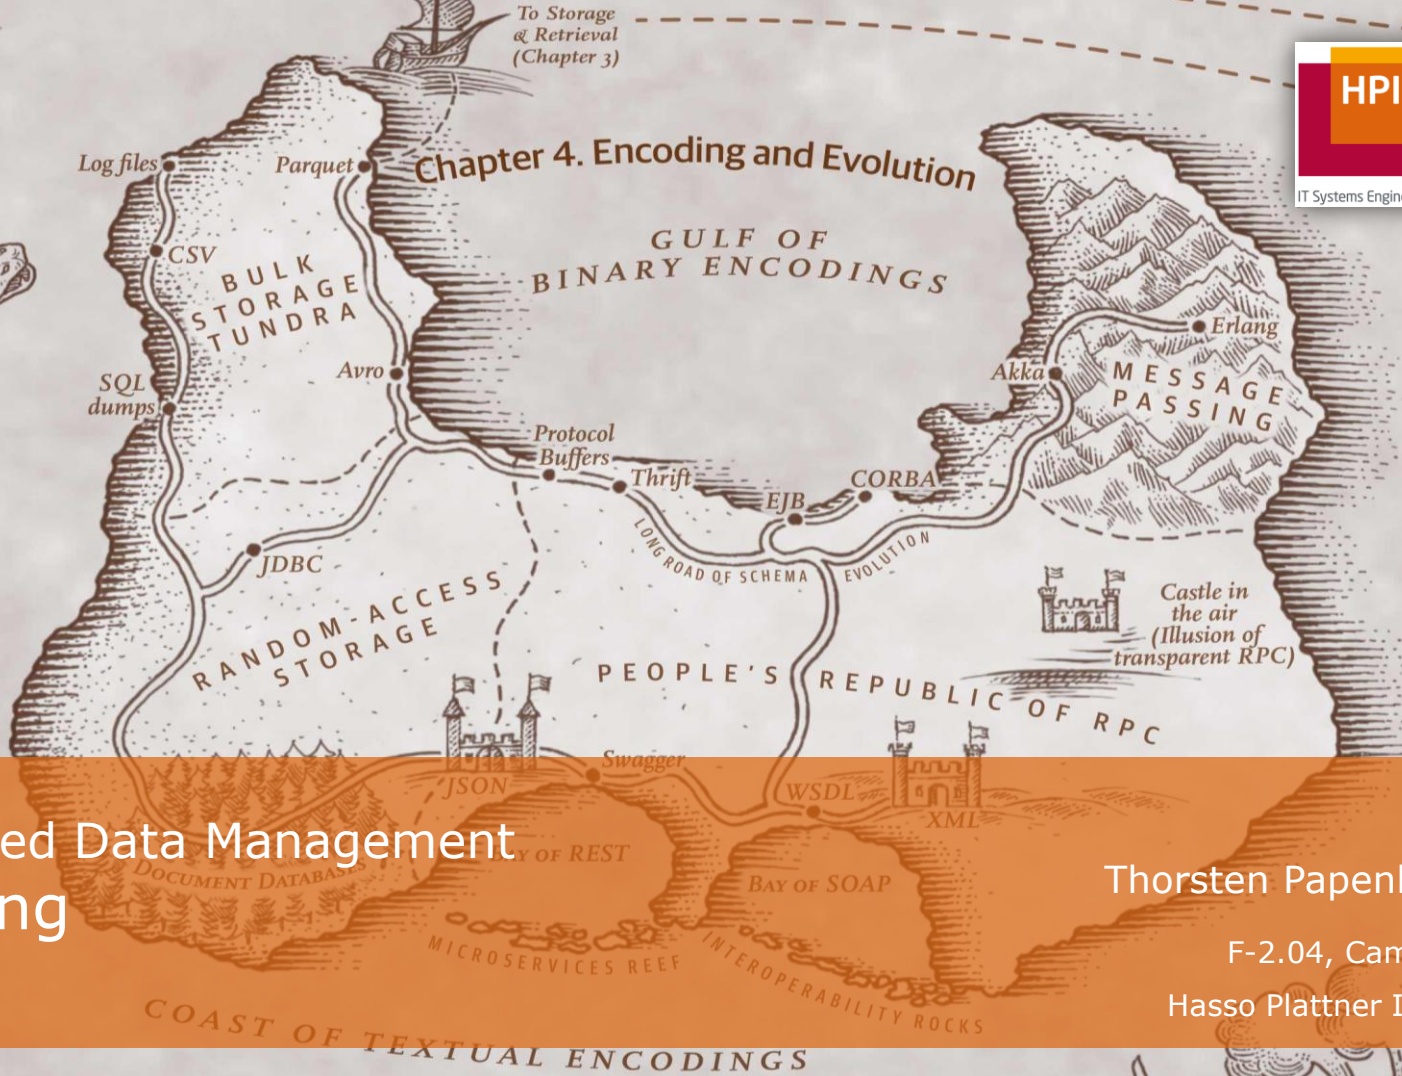 To Storage
& Retrieval
(Chapter 3)
HPI
IT Systems Engin
Chapter 4. Encoding and Evolution
Log files
Parquet
GULF OF
BINARY ENCODINGS
CSV
BULK
STORAGE
TUNDRA
Erlang
Avro
Akka
MESSAGE
PASSING
SQL
dumps
Protocol
Buffers
Thrift
CORBA
EJB
LONG ROAD OF SCHEMA EVOLUTION
JDBC
RANDOM-ACCESS
STORAGE
Castle in
the air
(Illusion of
transparent RPC)
PEOPLE'S REPUBLIC OF RPC
Swagger
JSON
WSDL
XML
ed Data Management
ng
BAY OF REST
DOCUMENT DATABASES
BAY OF SOAP
Thorsten Papen
MICROSERVICES REEF
INTEROPERABILITY ROCKS
F-2.04, Cam
Hasso Plattner I
COAST OF TEXTUAL ENCODINGS